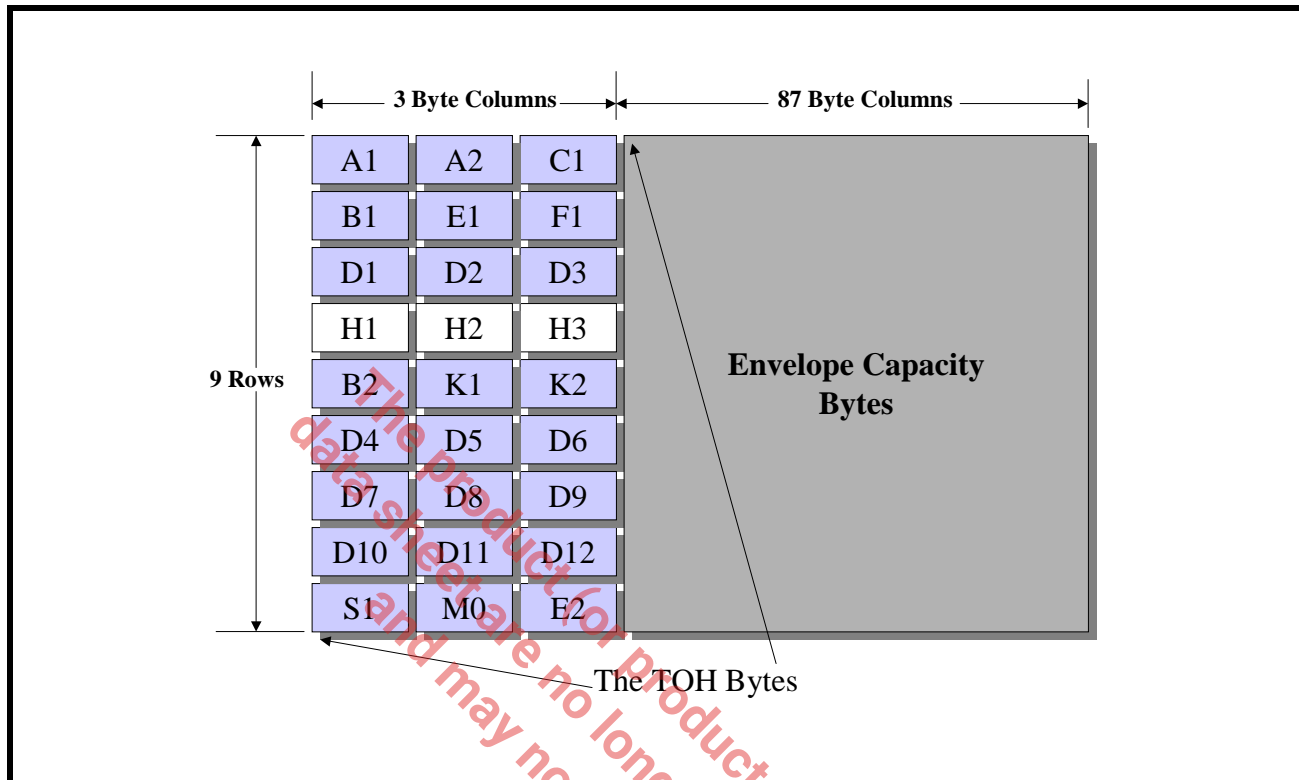 3 Byte Columns
87 Byte Columns
A1 A2 C1
B1 E1 F1
D1 D2 D3
H1 H2 H3
9 Rows
B2 K1 K2
Envelope Capacity
Bytes
D4 D5 D6
D7 D8 D9
D10 D11 D12
S1 M0 E2
The TOH Bytes
The product (or product
data sheet are no long
and may no